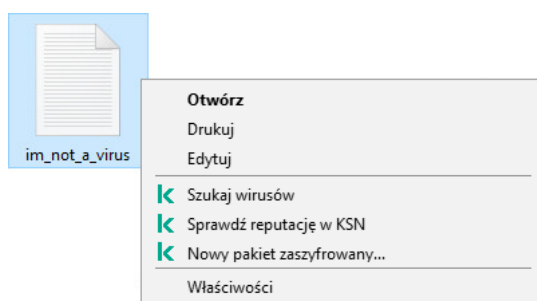 im_not_a_virus
Otwórz
Drukuj
Edytuj
Szukaj wirusów
Sprawdź reputację w KSN
Nowy pakiet zaszyfrowany...
Właściwości